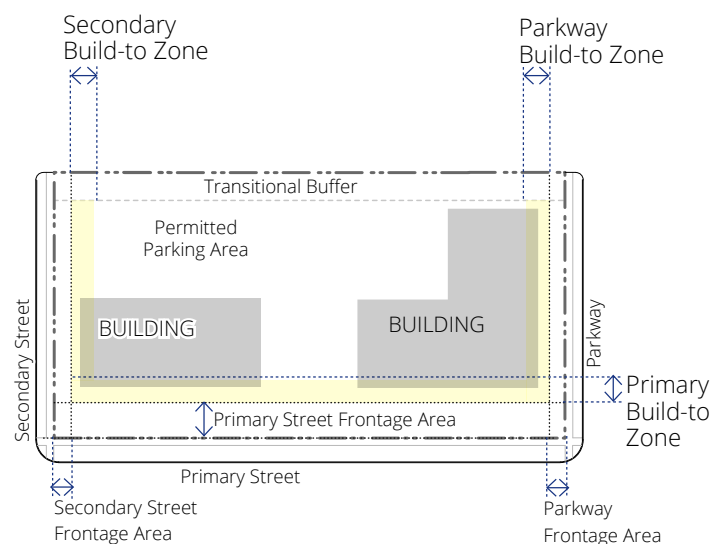 Secondary
Build-to Zone
Parkway
Build-to Zone
Transitional Buffer
Permitted
Parking Area
BUILDING
BUILDING
Secondary Street
Parkway
Primary
Build-to
Zone
Primary Street Frontage Area
Primary Street
Secondary Street
Frontage Area
Parkway
Frontage Area